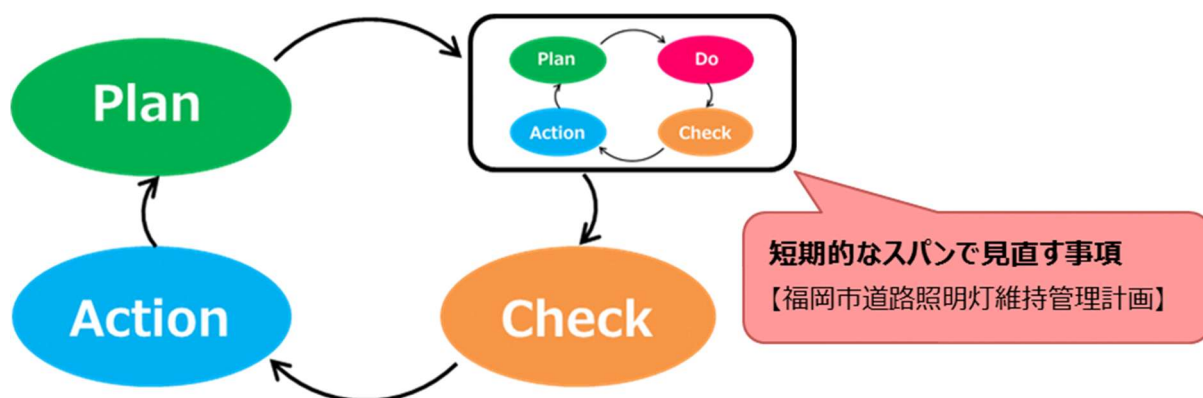 Plan
Plan
Do
Action
Check
Action
Check
短期的なスパンで見直す事項
【福岡市道路照明灯維持管理計画】